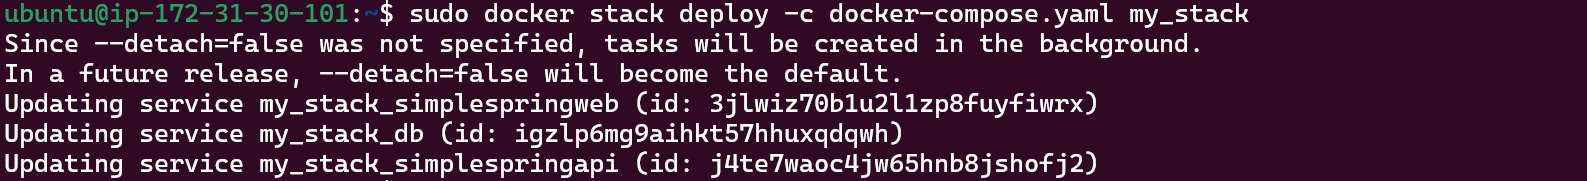 ubuntu@ip-172-31-30-101:~$ sudo docker stack deploy -c docker-compose.yaml my_stack
Since --detach=false was not specified, tasks will be created in the background.
In a future release, --detach=false will become the default.
Updating service my_stack_simplespringweb (id: 3jlwiz70b1u2l1zp8fuyfiwrx)
Updating service my_stack_db (id: igzlp6mg9aihkt57hhuxqdqwh)
Updating service my_stack_simplespringapi (id: j4te7waoc4jw65hnb8jshofj2)